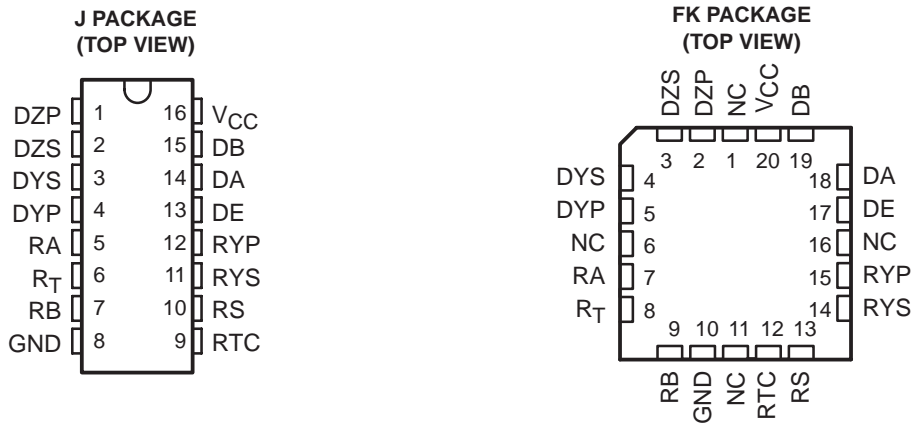 J PACKAGE
(TOP VIEW)
DZP 1 16 VCC
DZS 2 15 DB
DYS 3 14 DA
DYP 4 13 DE
RA 5 12 RYP
RT 6 11 RYS
RB 7 10 RS
GND 8 9 RTC
FK PACKAGE
(TOP VIEW)
DZS DZP NC VCC DB
3 2 1 20 19
DYS 4 18 DA
DYP 5 17 DE
NC 6 16 NC
RA 7 15 RYP
RT 8 14 RYS
9 10 11 12 13
RB GND NC RTC RS